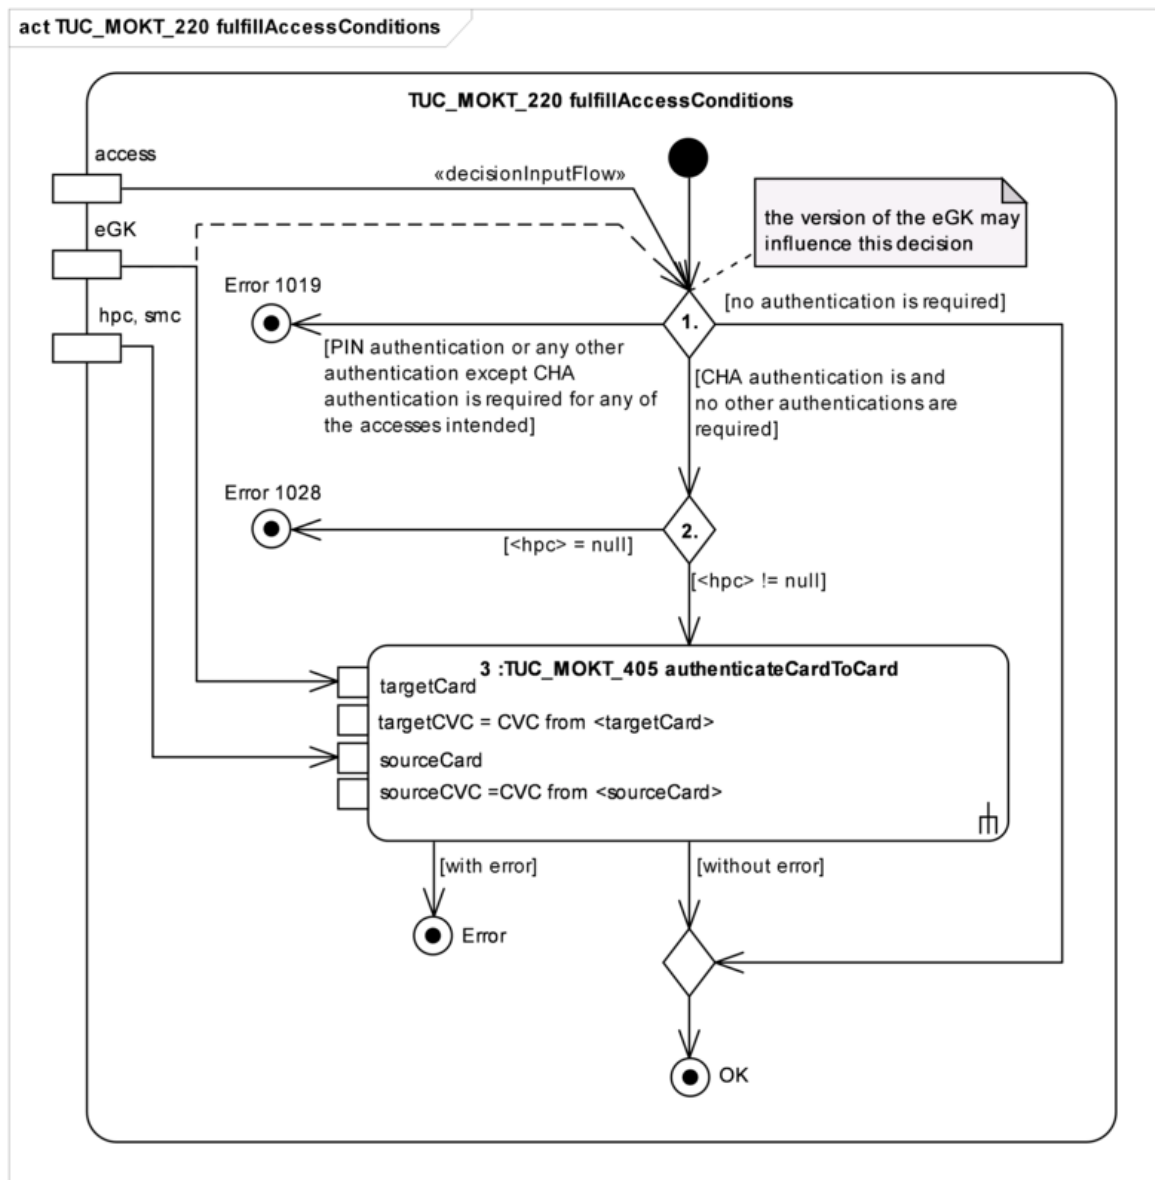 act TUC_MOKT_220 fulfillAccessConditions
TUC_MOKT_220 fulfillAccessConditions
access
«decisionInputFlow»
the version of the eGK may
influence this decision
eGK
Error 1019
[no authentication is required]
hpc, smc
1.
[PIN authentication or any other
authentication except CHA
authentication is required for any of
the accesses intended]
[CHA authentication is and
no other authentications are
required]
Error 1028
2.
[<hpc> = null]
[<hpc> != null]
3 :TUC_MOKT_405 authenticateCardToCard
targetCard
targetCVC = CVC from <targetCard>
sourceCard
sourceCVC =CVC from <sourceCard>
[with error]
[without error]
Error
OK